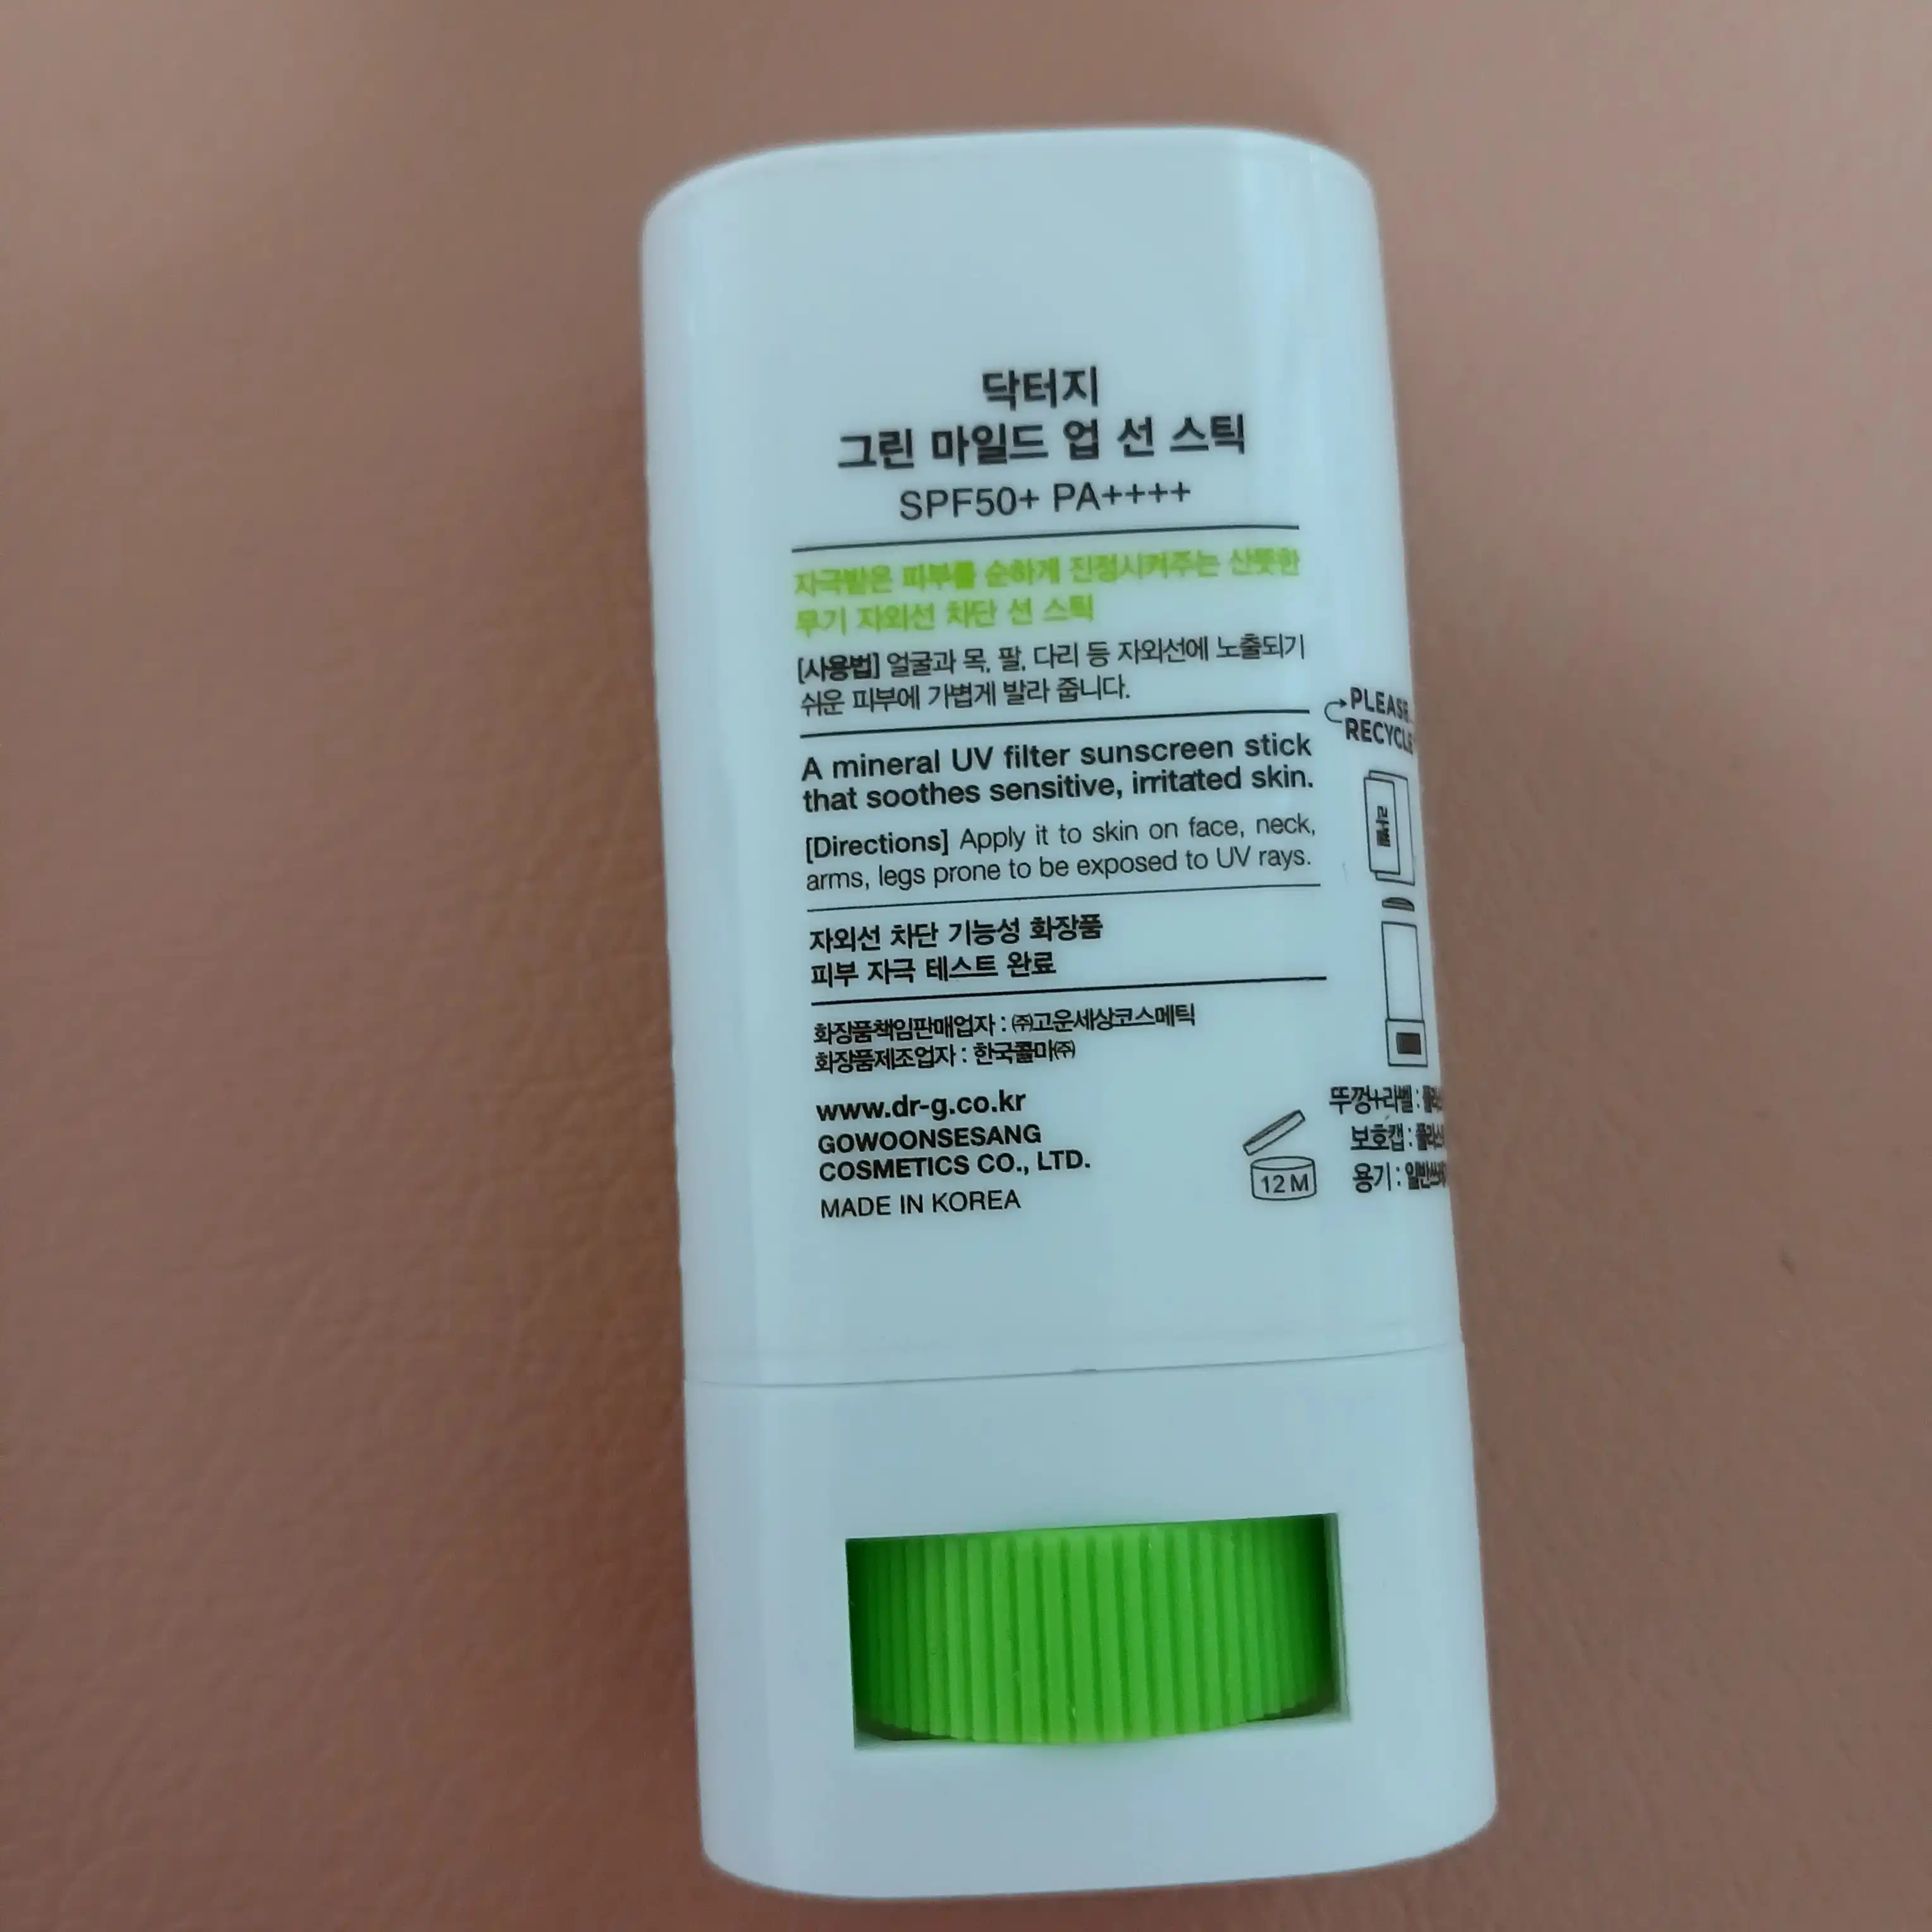 닥터지
그린 마일드 업 선 스틱
SPF50+ PA++++
자극받은 피부를 순하게 진정시켜주는 산뜻한
무기 자외선 차단 선 스틱
[사용법] 얼굴과 목, 팔, 다리 등 자외선에 노출되기
쉬운 피부에 가볍게 발라 줍니다.
A mineral UV filter sunscreen stick
that soothes sensitive, irritated skin.
[Directions] Apply it to skin on face, neck,
arms, legs prone to be exposed to UV rays.
자외선 차단 기능성 화장품
피부 자극 테스트 완료
화장품책임판매업자 : ㈜고운세상코스메틱
화장품제조업자 : 한국콜마㈜
www.dr-g.co.kr
GOWOONSESANG
COSMETICS CO., LTD.
MADE IN KOREA
12 M
PLEASE
RECYCLE
라벨
뚜껑+라벨 :
보호캡 :
용기 :